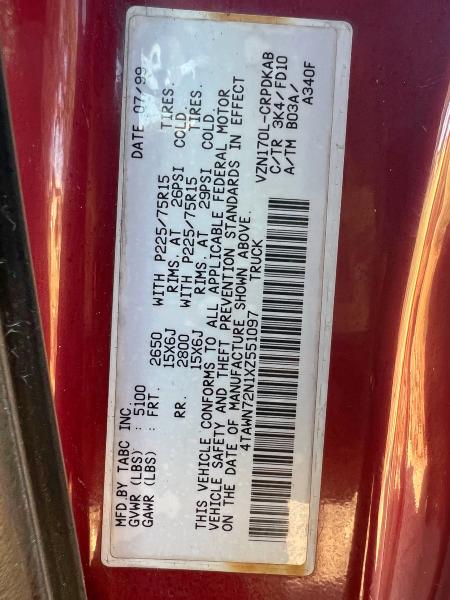 MFD.BY TABC INC. DATE 07/99
GVWR (LBS) : 5100
GAWR (LBS) : FRT. 2650 WITH P225/75R15 TIRES.
15X6J RIMS. AT 26PSI COLD
RR. 2800 WITH P225/75R15 TIRES.
15X6J RIMS. AT 29PSI COLD.
THIS VEHICLE CONFORMS TO ALL APPLICABLE FEDERAL MOTOR
VEHICLE SAFETY AND THEFT PREVENTION STANDARDS IN EFFECT
ON THE DATE OF MANUFACTURE SHOWN ABOVE.
4TAWN72N1XZ551097 TRUCK
VZN170L-CRPDKAB
C/TR 3K4/FD10
A/TM B03A/
A340F